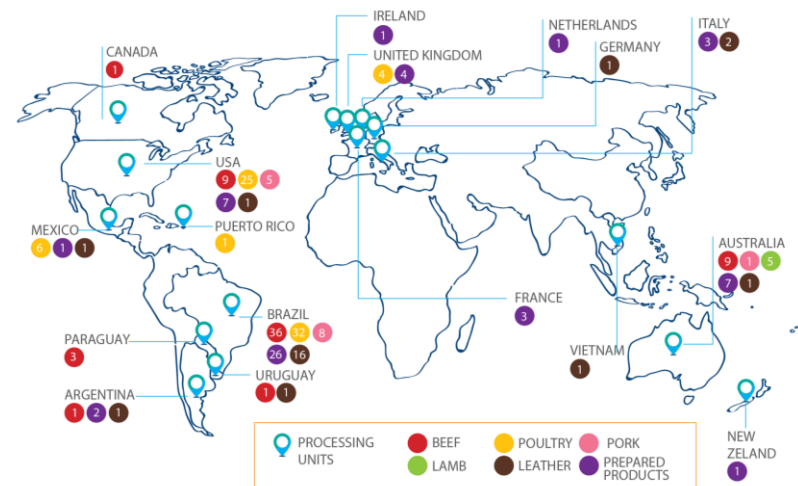 IRELAND
1
NETHERLANDS
1
ITALY
3 2
CANADA
1
UNITED KINGDOM
4 4
GERMANY
1
USA
9 25 5
7 1
MEXICO
6 1 1
PUERTO RICO
1
AUSTRALIA
9 1 5
7 1
FRANCE
3
BRAZIL
36 32 8
26 16
PARAGUAY
3
VIETNAM
1
URUGUAY
1 1
ARGENTINA
1 2 1
NEW
ZELAND
1
PROCESSING
UNITS
BEEF
POULTRY
PORK
LAMB
LEATHER
PREPARED
PRODUCTS